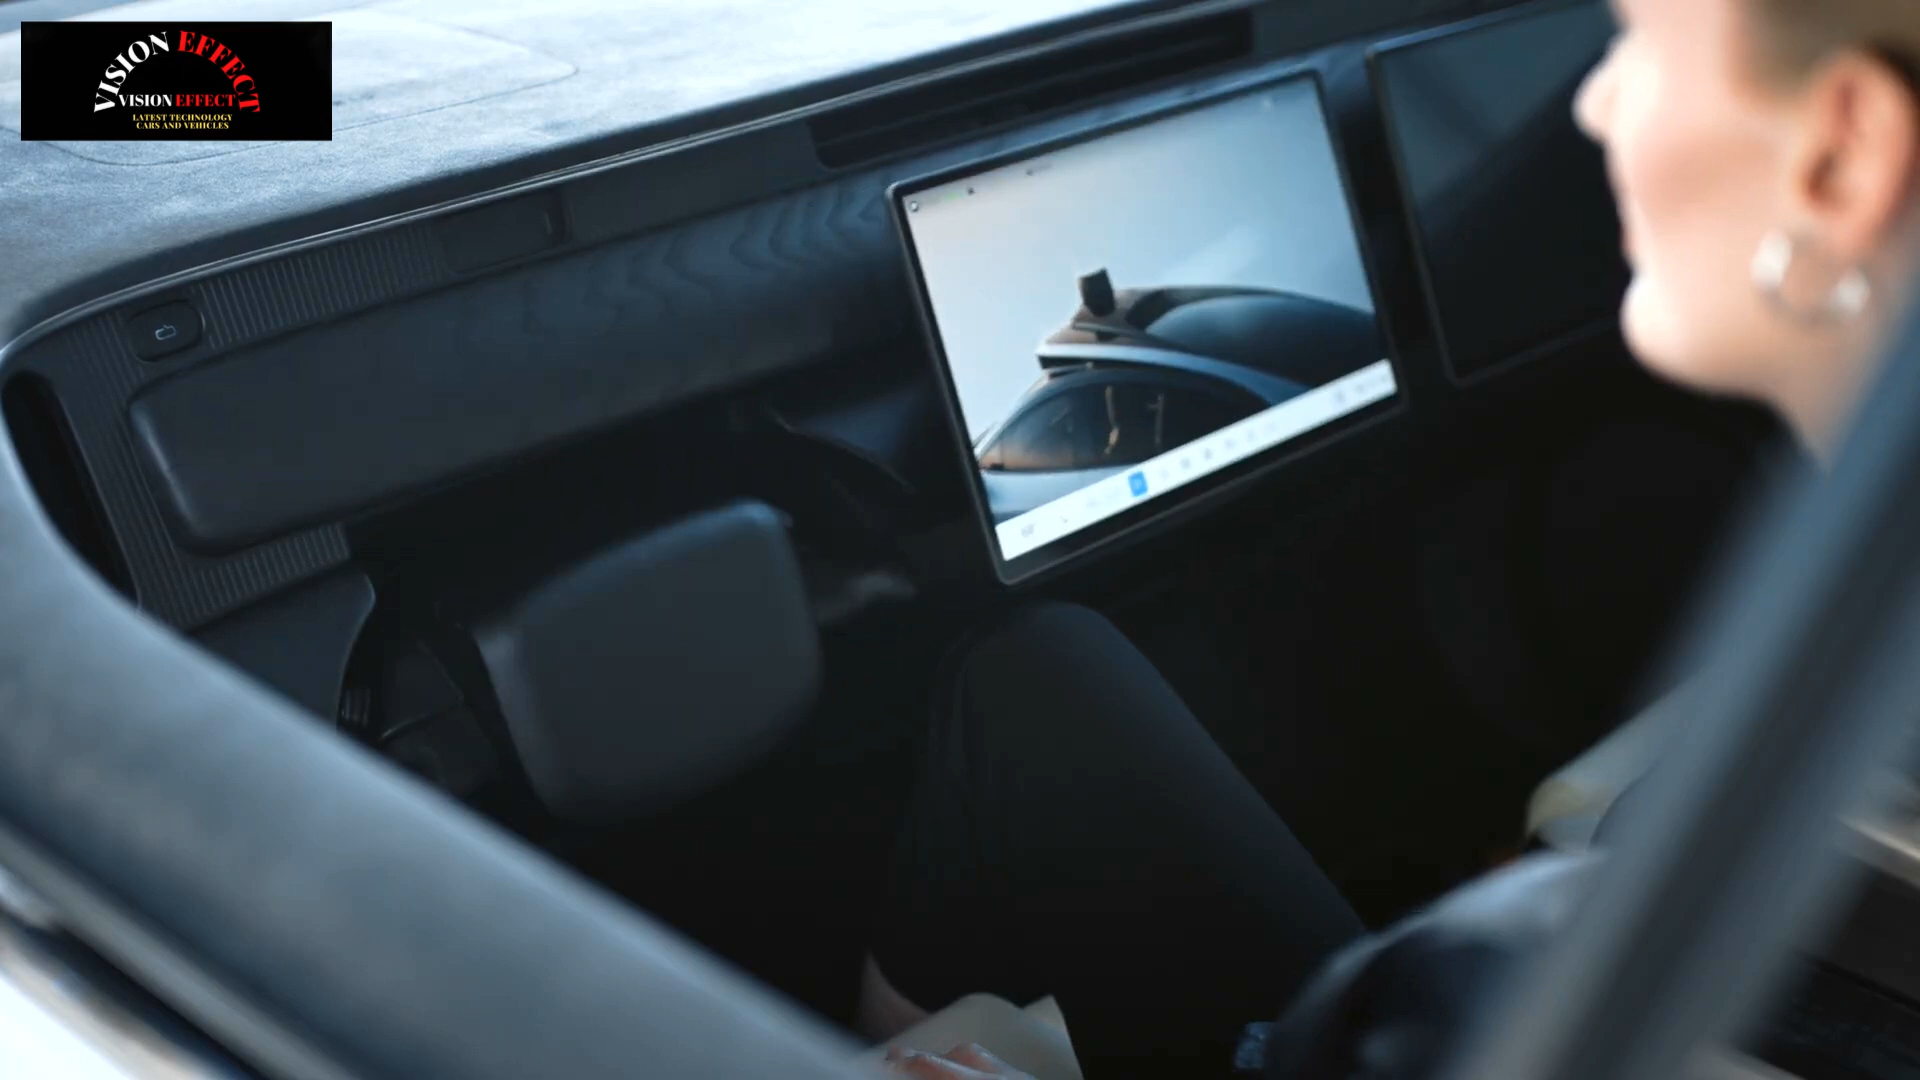 VISION EFFECT
VISION EFFECT
LATEST TECHNOLOGY
CARS AND VEHICLES